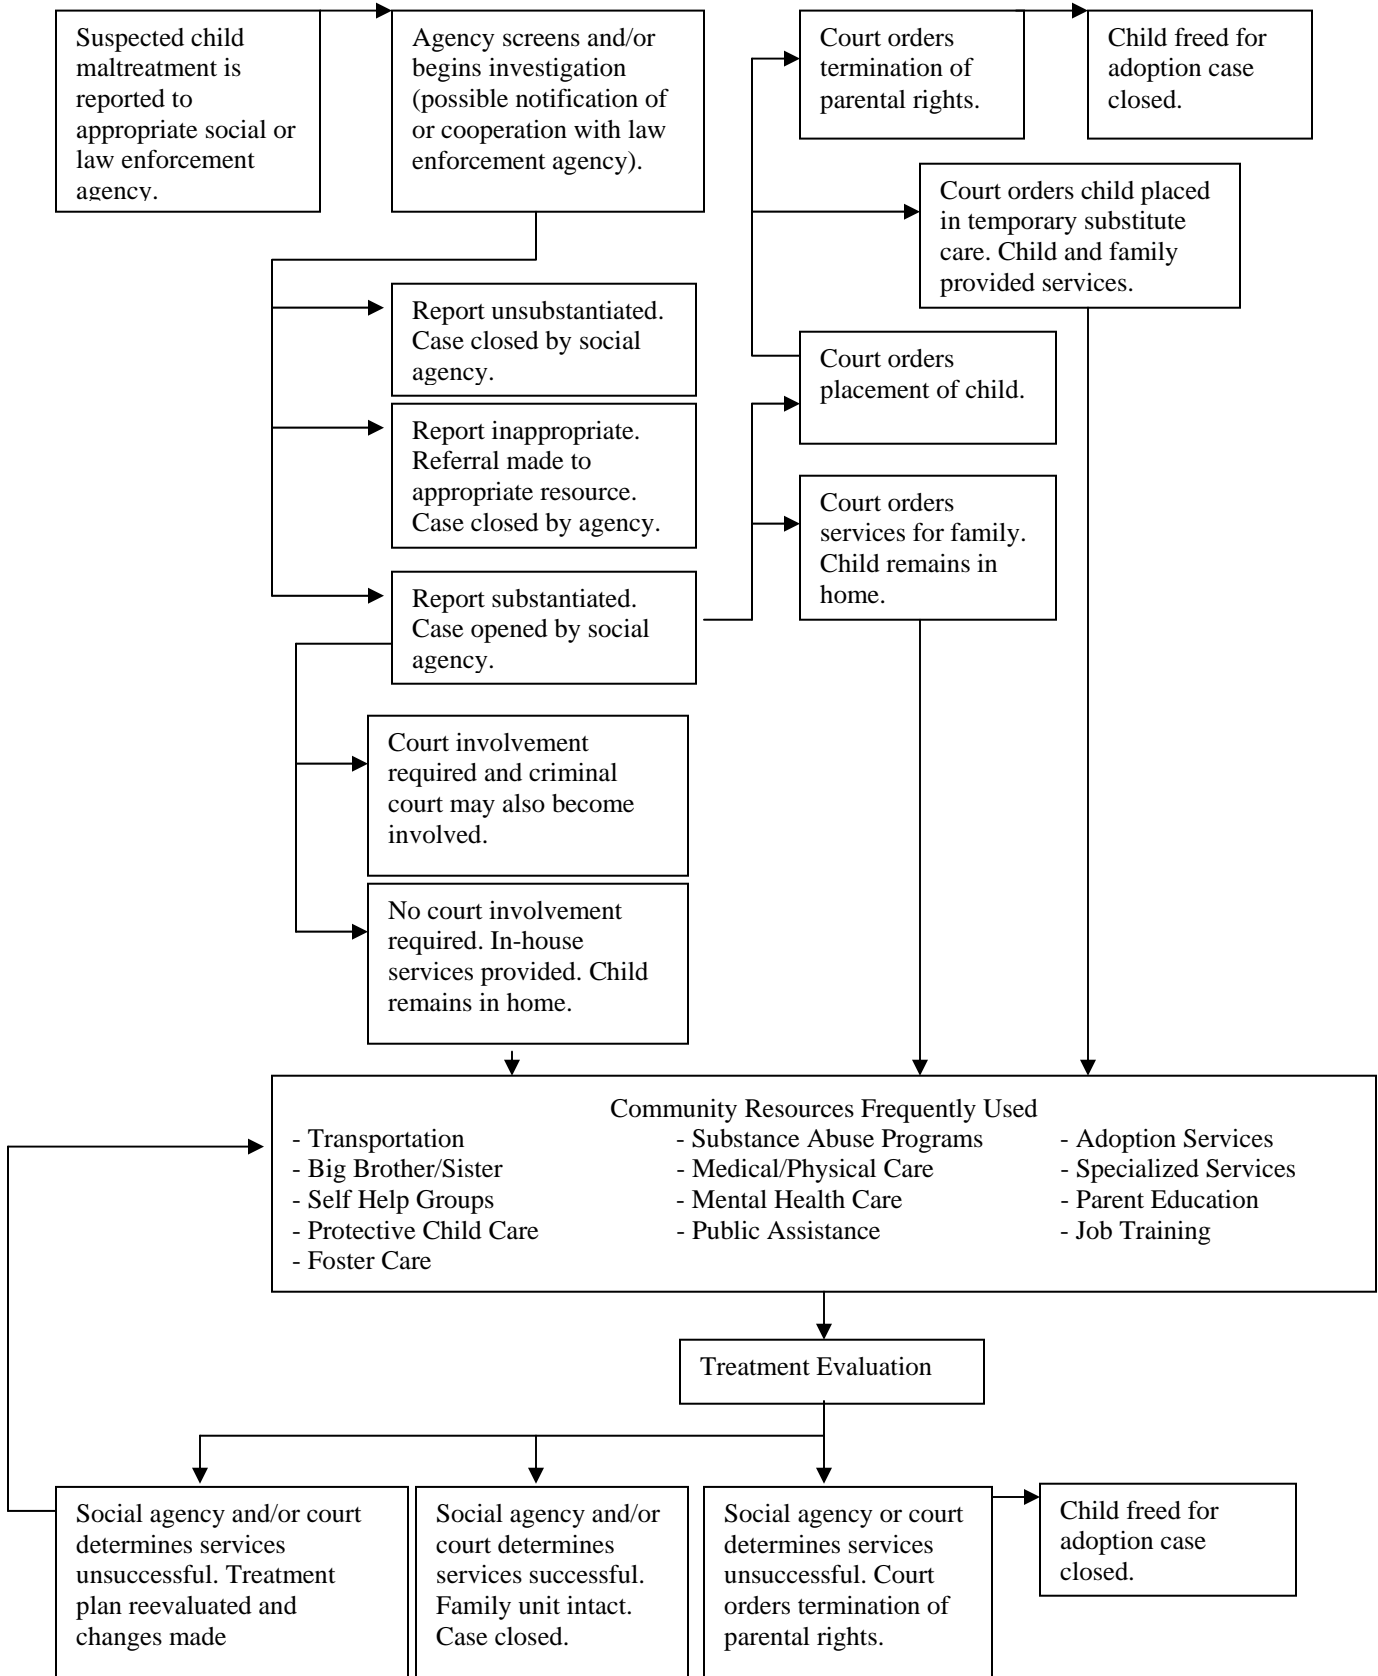 Suspected child
maltreatment is
reported to
appropriate social or
law enforcement
agency.
Agency screens and/or
begins investigation
(possible notification of
or cooperation with law
enforcement agency).
Court orders
termination of
parental rights.
Child freed for
adoption case
closed.
Court orders child placed
in temporary substitute
care. Child and family
provided services.
Report unsubstantiated.
Case closed by social
agency.
Court orders
placement of child.
Report inappropriate.
Referral made to
appropriate resource.
Case closed by agency.
Court orders
services for family.
Child remains in
home.
Report substantiated.
Case opened by social
agency.
Court involvement
required and criminal
court may also become
involved.
No court involvement
required. In-house
services provided. Child
remains in home.
Community Resources Frequently Used
- Transportation
- Big Brother/Sister
- Self Help Groups
- Protective Child Care
- Foster Care
- Substance Abuse Programs
- Medical/Physical Care
- Mental Health Care
- Public Assistance
- Adoption Services
- Specialized Services
- Parent Education
- Job Training
Treatment Evaluation
Social agency and/or court
determines services
unsuccessful. Treatment
plan reevaluated and
changes made
Social agency and/or
court determines
services successful.
Family unit intact.
Case closed.
Social agency or court
determines services
unsuccessful. Court
orders termination of
parental rights.
Child freed for
adoption case
closed.